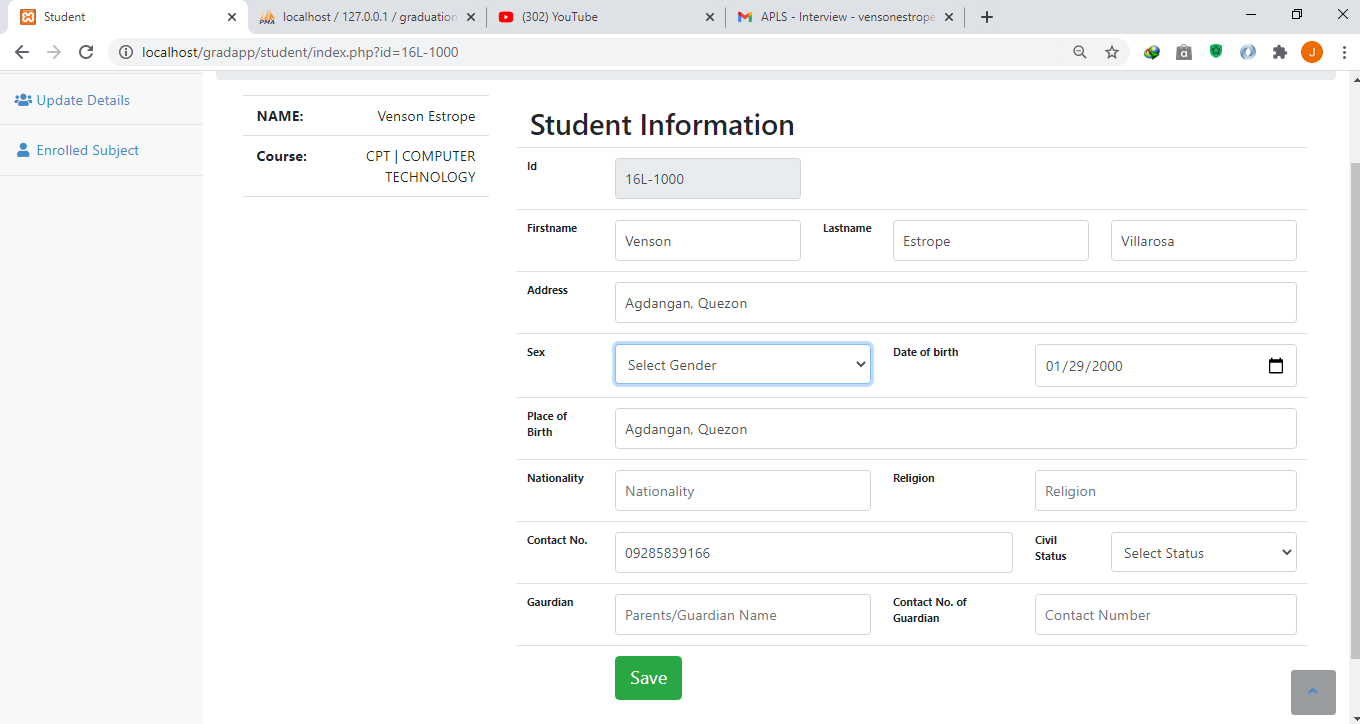 Student
localhost / 127.0.0.1 / graduation
(302) YouTube
APLS - Interview - vensonestrope
localhost/gradapp/student/index.php?id=16L-1000
J
Update Details
Enrolled Subject
NAME: Venson Estrope
Course: CPT | COMPUTER
TECHNOLOGY
Student Information
Id 16L-1000
Firstname Venson Lastname Estrope Villarosa
Address Agdangan, Quezon
Sex Select Gender Date of birth 01/29/2000
Place of
Birth Agdangan, Quezon
Nationality Nationality Religion Religion
Contact No. 09285839166 Civil
Status Select Status
Gaurdian Parents/Guardian Name Contact No. of
Guardian Contact Number
Save